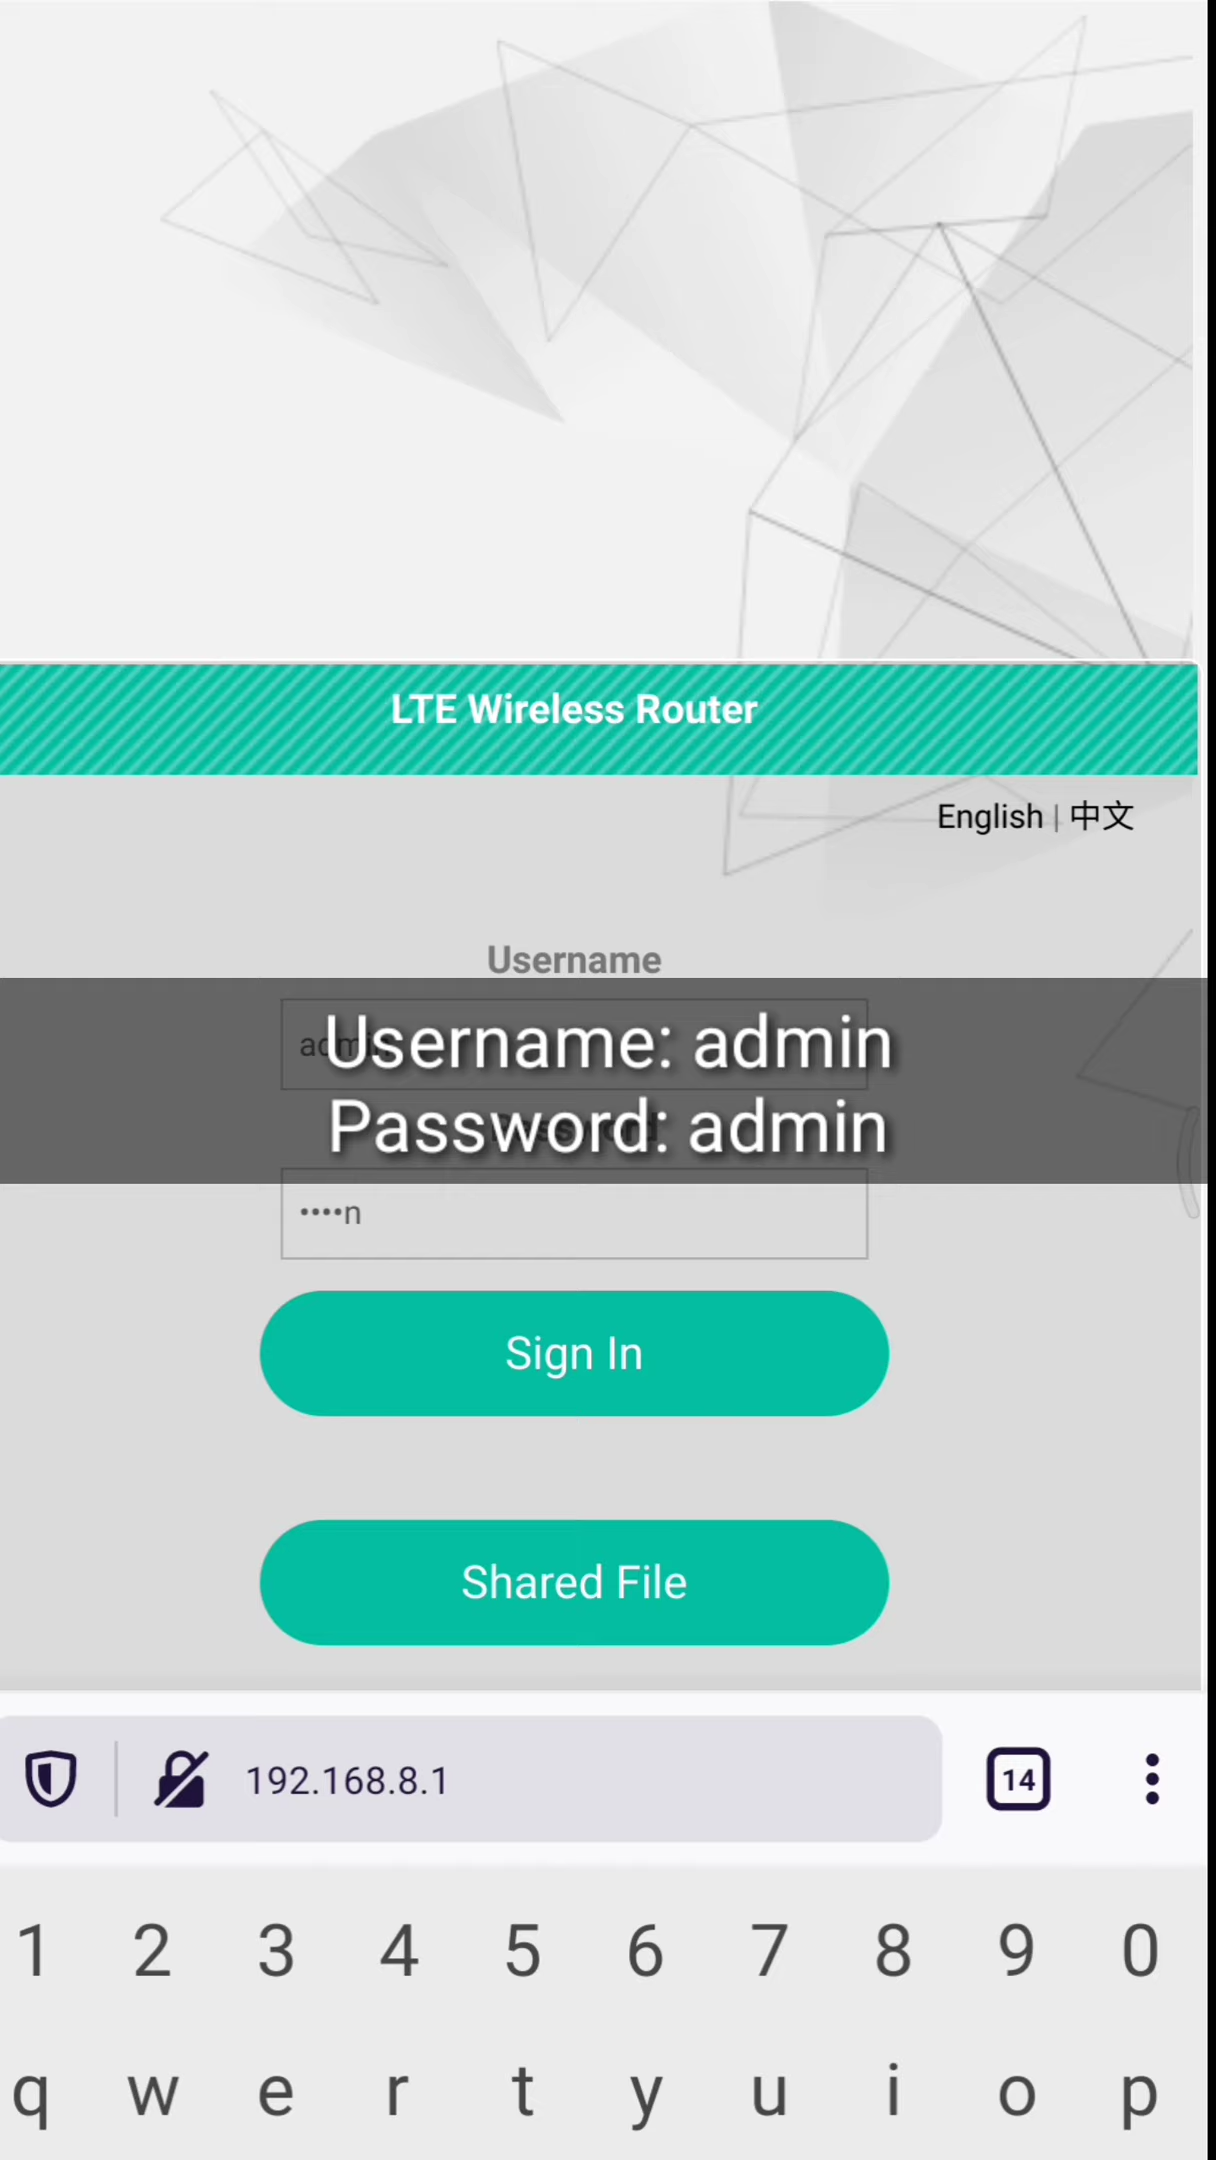 LTE Wireless Router
English | 中文
Username
Username: admin
Password: admin
••••n
Sign In
Shared File
192.168.8.1
14
1 2 3 4 5 6 7 8 9 0
q w e r t y u i o p